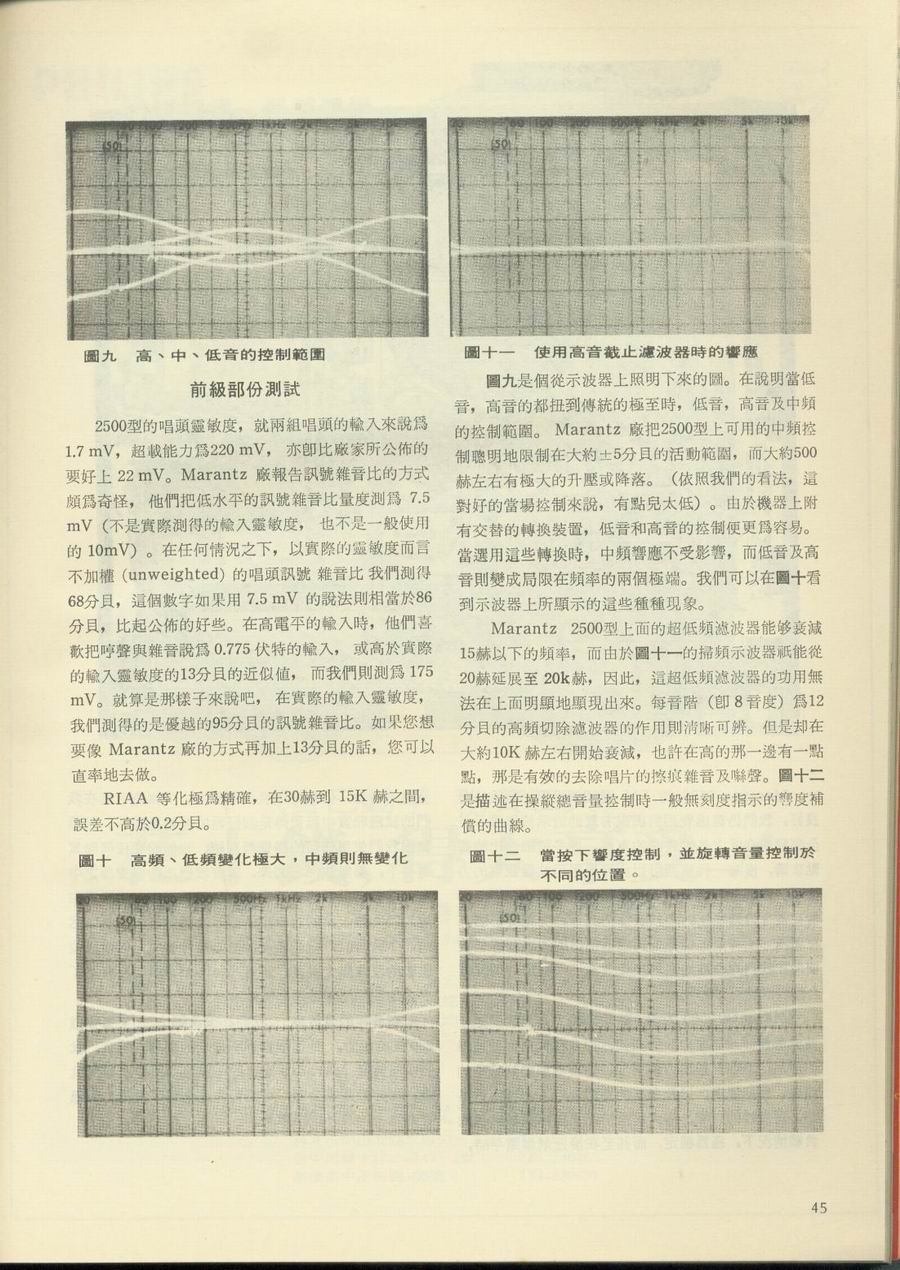 圖九　高、中、低音的控制範圍
前級部份測試
2500型的唱頭靈敏度，就兩組唱頭的輸入來說爲
1.7 mV，超載能力爲220 mV， 亦卽比廠家所公佈的
要好上 22 mV。Marantz 廠報告訊號雜音比的方式
頗爲奇怪， 他們把低水平的訊號雜音比量度測爲 7.5
mV（不是實際測得的輸入靈敏度， 也不是一般使用
的 10mV）。在任何情況之下，以實際的靈敏度而言
不加權 (unweighted) 的唱頭訊號 雜音比 我們測得
68分貝，這個數字如果用 7.5 mV 的說法則相當於86
分貝，比起公佈的好些。在高電平的輸入時，他們喜
歡把哼聲與雜音說爲 0.775 伏特的輸入， 或高於實際
的輸入靈敏度的13分貝的近似値， 而我們則測爲 175
mV。就算是那樣子來說吧， 在實際的輸入靈敏度，
我們測得的是優越的95分貝的訊號雜音比。如果您想
要像 Marantz 廠的方式再加上13分貝的話，您可以
直率地去做。
RIAA 等化極爲精確，在30赫到 15K 赫之間，
誤差不高於0.2分貝。
圖十　高頻、低頻變化極大，中頻則無變化
(50)
500Hz 1kHz 2k 5k 10k
圖十一　使用高音截止濾波器時的響應
圖九是個從示波器上照明下來的圖。在說明當低
音，高音的都扭到傳統的極至時，低音，高音及中頻
的控制範圍。 Marantz 廠把2500型上可用的中頻控
制聰明地限制在大約±5分貝的活動範圍，而大約500
赫左右有極大的升壓或降落。（依照我們的看法，這
對好的當場控制來說，有點兒太低）。由於機器上附
有交替的轉換裝置，低音和高音的控制便更爲容易。
當選用這些轉換時，中頻響應不受影響，而低音及高
音則變成局限在頻率的兩個極端。我們可以在圖十看
到示波器上所顯示的這些種種現象。
Marantz 2500型上面的超低頻濾波器能够衰減
15赫以下的頻率，而由於圖十一的掃頻示波器祇能從
20赫延展至 20k赫，因此，這超低頻濾波器的功用無
法在上面明顯地顯現出來。每音階（卽 8 音度）爲12
分貝的高頻切除濾波器的作用則淸晰可辨。但是却在
大約10K 赫左右開始衰減，也許在高的那一邊有一點
點，那是有效的去除唱片的擦痕雜音及嘶聲。圖十二
是描述在操縱總音量控制時一般無刻度指示的響度補
償的曲線。
圖十二　當按下響度控制，並旋轉音量控制於
不同的位置。
(50)
45